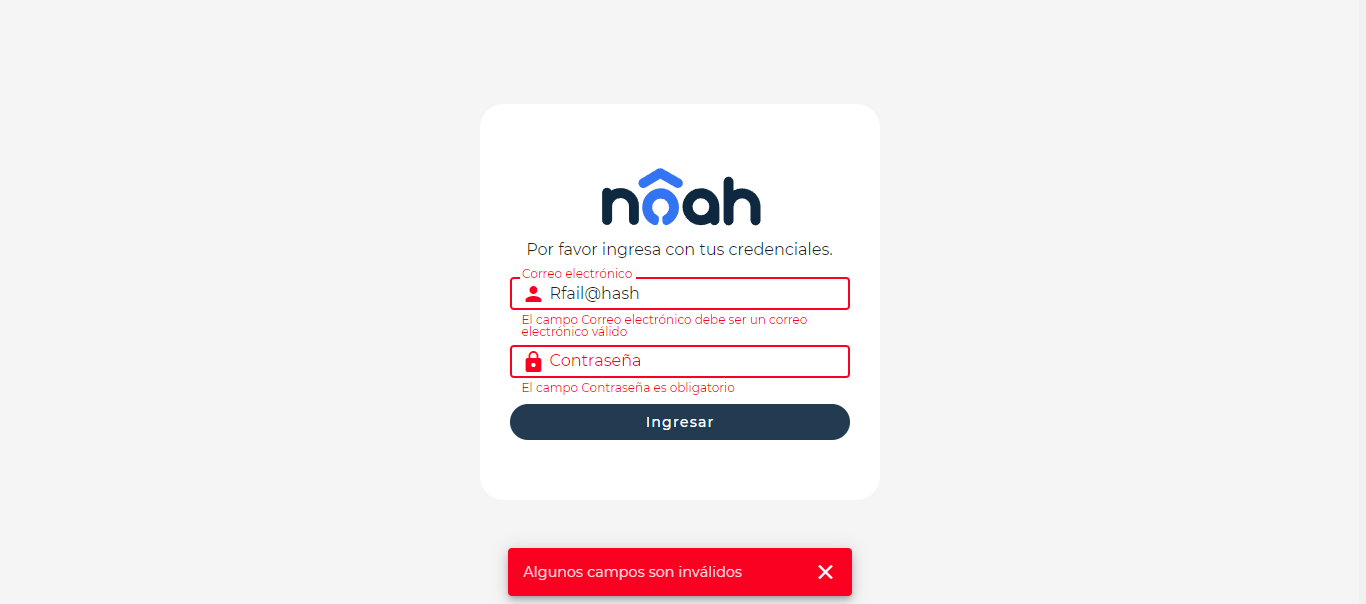 nôah
Por favor ingresa con tus credenciales.
Correo electrónico
Rfail@hash
El campo Correo electrónico debe ser un correo
electrónico válido
Contraseña
El campo Contraseña es obligatorio
Ingresar
Algunos campos son inválidos